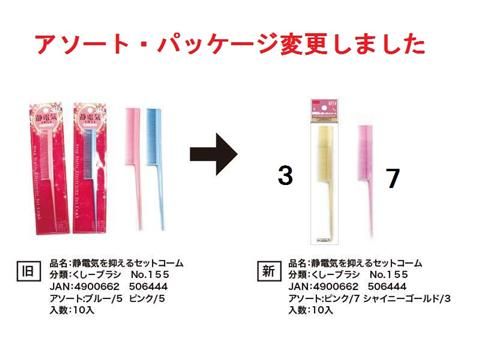 アソート・パッケージ変更しました
静電気
3
7
旧
品名:静電気を抑えるセットコーム
分類:くしーブラシ　No.155
JAN:4900662　506444
アソート:ブルー/5　ピンク/5
入数:10入
新
品名:静電気を抑えるセットコーム
分類:くしーブラシ　No.155
JAN:4900662　506444
アソート:ピンク/7 シャイニーゴールド/3
入数:10入